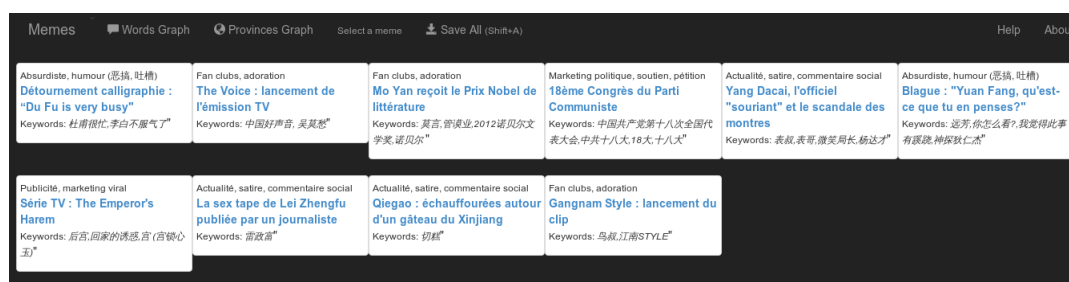 Memes Words Graph Provinces Graph Select a meme Save All (Shift+A) Help Abou
Absurdiste, humour (恶搞, 吐槽)
Détournement calligraphie :
“Du Fu is very busy”
Keywords: 杜甫很忙,李白不服气了"
Fan clubs, adoration
The Voice : lancement de
l'émission TV
Keywords: 中国好声音, 吴莫愁"
Fan clubs, adoration
Mo Yan reçoit le Prix Nobel de
littérature
Keywords: 莫言,管谟业,2012诺贝尔文
学奖,诺贝尔"
Marketing politique, soutien, pétition
18ème Congrès du Parti
Communiste
Keywords: 中国共产党第十八次全国代
表大会,中共十八大,18大,十八大"
Actualité, satire, commentaire social
Yang Dacai, l'officiel
"souriant" et le scandale des
montres
Keywords: 表叔,表哥,微笑局长,杨达才"
Absurdiste, humour (恶搞, 吐槽)
Blague : "Yuan Fang, qu'est-
ce que tu en penses?"
Keywords: 远芳,你怎么看?,我觉得此事
有蹊跷,神探狄仁杰"
Publicité, marketing viral
Série TV : The Emperor's
Harem
Keywords: 后宫,回家的诱惑,宫 (宫锁心
玉)"
Actualité, satire, commentaire social
La sex tape de Lei Zhengfu
publiée par un journaliste
Keywords: 雷政富"
Actualité, satire, commentaire social
Qiegao : échauffourées autour
d'un gâteau du Xinjiang
Keywords: 切糕"
Fan clubs, adoration
Gangnam Style : lancement du
clip
Keywords: 鸟叔,江南STYLE"